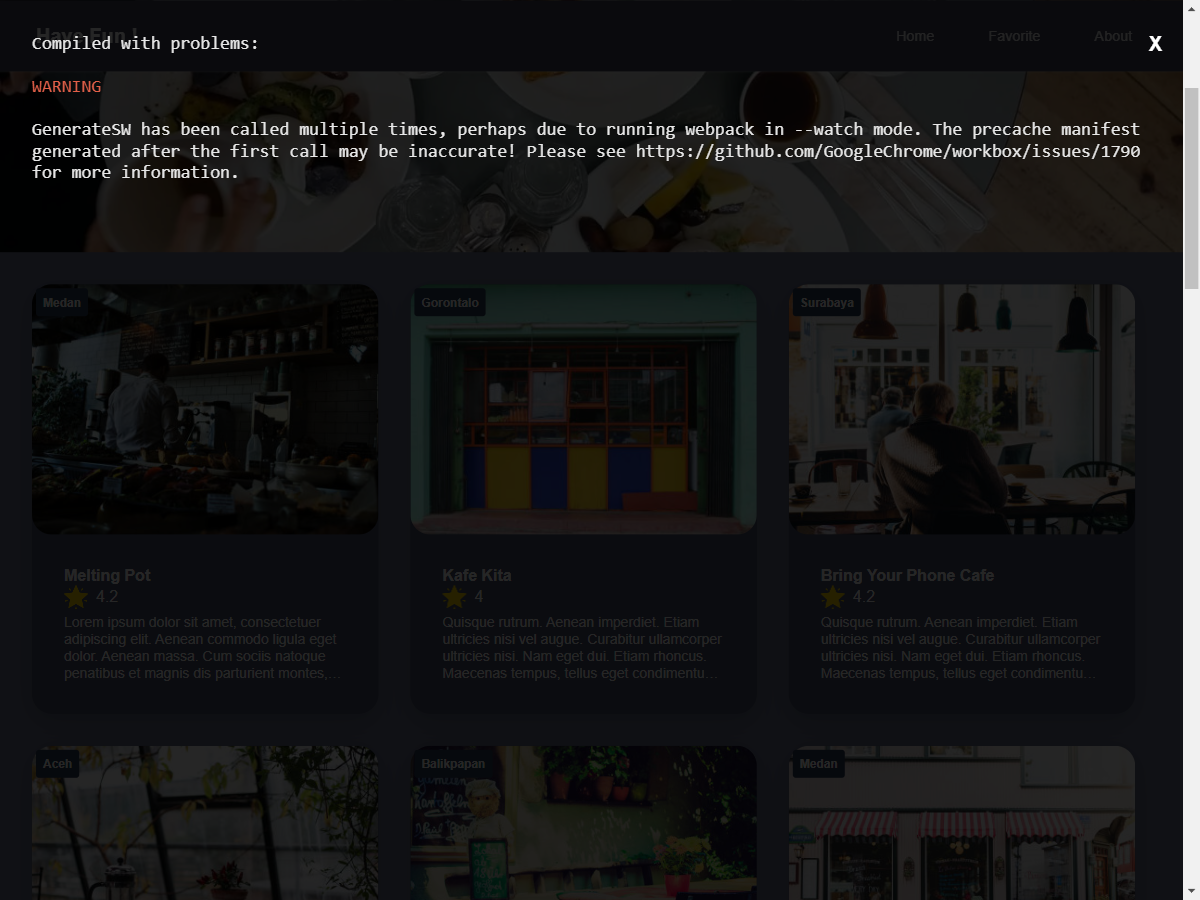 Have Fun !
Home Favorite About
Compiled with problems:
X
WARNING
GenerateSW has been called multiple times, perhaps due to running webpack in --watch mode. The precache manifest
generated after the first call may be inaccurate! Please see https://github.com/GoogleChrome/workbox/issues/1790
for more information.
Medan
Melting Pot
4.2
Lorem ipsum dolor sit amet, consectetuer
adipiscing elit. Aenean commodo ligula eget
dolor. Aenean massa. Cum sociis natoque
penatibus et magnis dis parturient montes,…
Gorontalo
Kafe Kita
4
Quisque rutrum. Aenean imperdiet. Etiam
ultricies nisi vel augue. Curabitur ullamcorper
ultricies nisi. Nam eget dui. Etiam rhoncus.
Maecenas tempus, tellus eget condimentu…
Surabaya
Bring Your Phone Cafe
4.2
Quisque rutrum. Aenean imperdiet. Etiam
ultricies nisi vel augue. Curabitur ullamcorper
ultricies nisi. Nam eget dui. Etiam rhoncus.
Maecenas tempus, tellus eget condimentu…
Aceh
Balikpapan
Medan